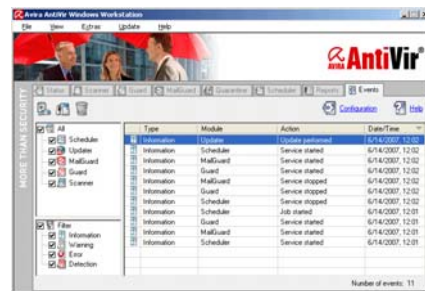 Avira AntiVir Windows Workstation
File View Extras Update Help
AVIRA AntiVir®
Status Scanner Guard MailGuard Quarantine Scheduler Reports Events
MORE THAN SECURITY
Configuration Help
All
Scheduler
Updater
MailGuard
Guard
Scanner
Filter
Information
Warning
Error
Detection
Type Module Action Date/Time
Information Updater Update performed 6/14/2007, 12:02
Information Scheduler Service started 6/14/2007, 12:02
Information MailGuard Service started 6/14/2007, 12:02
Information Guard Service started 6/14/2007, 12:02
Information MailGuard Service stopped 6/14/2007, 12:02
Information Guard Service stopped 6/14/2007, 12:02
Information Scheduler Service stopped 6/14/2007, 12:02
Information Scheduler Job started 6/14/2007, 12:01
Information Guard Service started 6/14/2007, 12:01
Information MailGuard Service started 6/14/2007, 12:01
Information Scheduler Service started 6/14/2007, 12:01
Number of events: 11